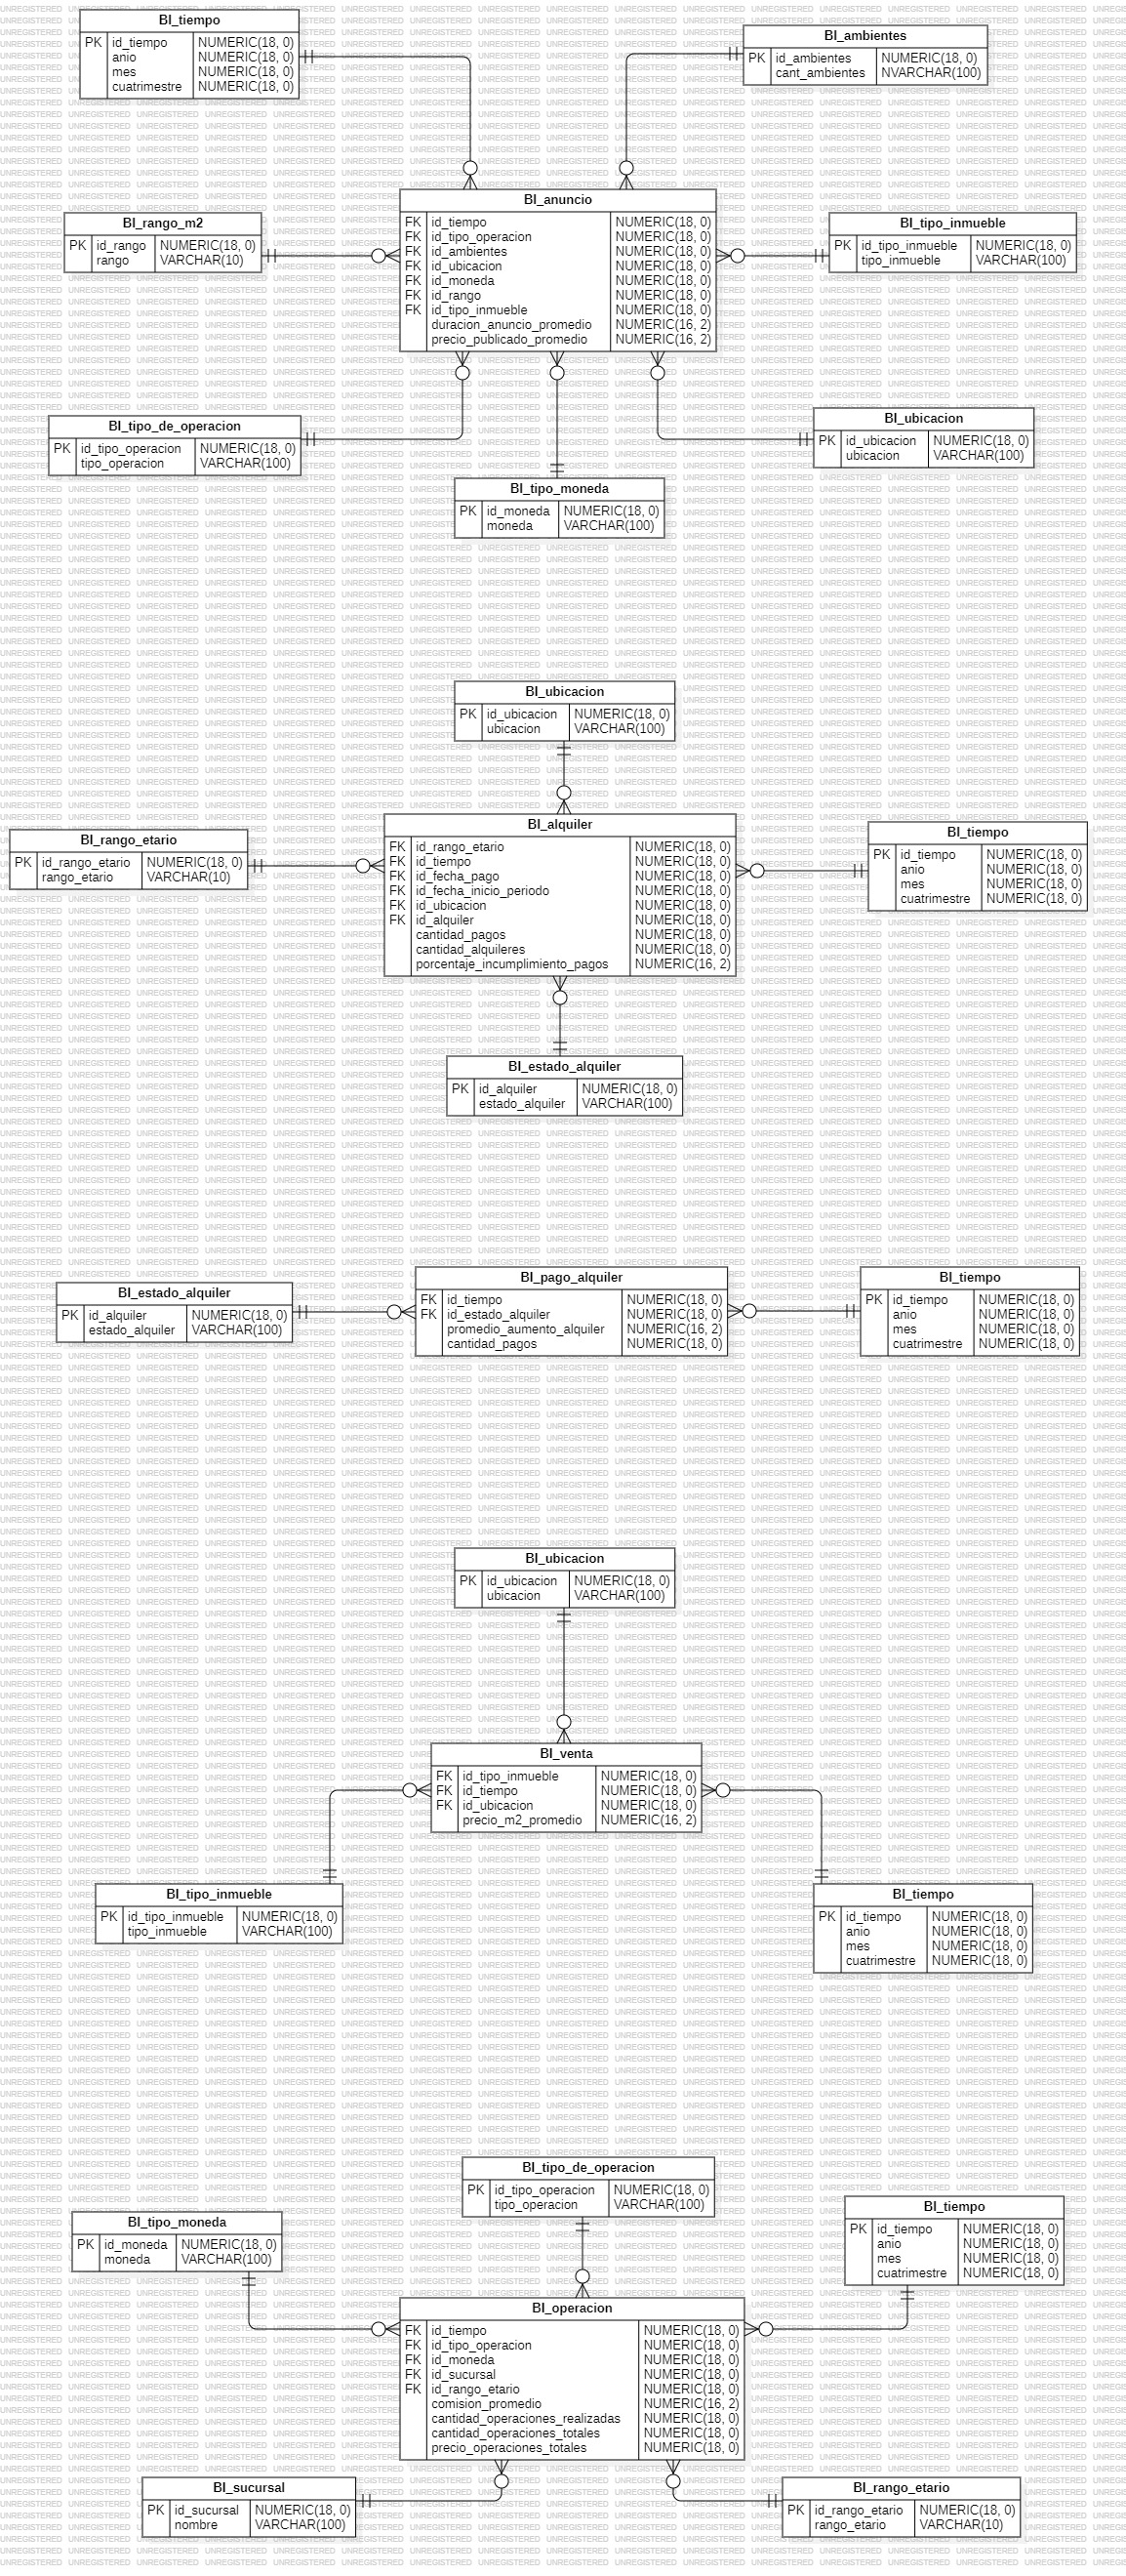 BI_tiempo
PK id_tiempo NUMERIC(18, 0)
anio NUMERIC(18, 0)
mes NUMERIC(18, 0)
cuatrimestre NUMERIC(18, 0)
BI_ambientes
PK id_ambientes NUMERIC(18, 0)
cant_ambientes NVARCHAR(100)
BI_anuncio
FK id_tiempo NUMERIC(18, 0)
FK id_tipo_operacion NUMERIC(18, 0)
FK id_ambientes NUMERIC(18, 0)
FK id_ubicacion NUMERIC(18, 0)
FK id_moneda NUMERIC(18, 0)
FK id_rango NUMERIC(18, 0)
FK id_tipo_inmueble NUMERIC(18, 0)
duracion_anuncio_promedio NUMERIC(16, 2)
precio_publicado_promedio NUMERIC(16, 2)
BI_rango_m2
PK id_rango NUMERIC(18, 0)
rango VARCHAR(10)
BI_tipo_inmueble
PK id_tipo_inmueble NUMERIC(18, 0)
tipo_inmueble VARCHAR(100)
BI_tipo_de_operacion
PK id_tipo_operacion NUMERIC(18, 0)
tipo_operacion VARCHAR(100)
BI_ubicacion
PK id_ubicacion NUMERIC(18, 0)
ubicacion VARCHAR(100)
BI_tipo_moneda
PK id_moneda NUMERIC(18, 0)
moneda VARCHAR(100)
BI_ubicacion
PK id_ubicacion NUMERIC(18, 0)
ubicacion VARCHAR(100)
BI_rango_etario
PK id_rango_etario NUMERIC(18, 0)
rango_etario VARCHAR(10)
BI_alquiler
FK id_rango_etario NUMERIC(18, 0)
FK id_tiempo NUMERIC(18, 0)
FK id_fecha_pago NUMERIC(18, 0)
FK id_fecha_inicio_periodo NUMERIC(18, 0)
FK id_ubicacion NUMERIC(18, 0)
FK id_alquiler NUMERIC(18, 0)
cantidad_pagos NUMERIC(18, 0)
cantidad_alquileres NUMERIC(18, 0)
porcentaje_incumplimiento_pagos NUMERIC(16, 2)
BI_tiempo
PK id_tiempo NUMERIC(18, 0)
anio NUMERIC(18, 0)
mes NUMERIC(18, 0)
cuatrimestre NUMERIC(18, 0)
BI_estado_alquiler
PK id_alquiler NUMERIC(18, 0)
estado_alquiler VARCHAR(100)
BI_estado_alquiler
PK id_alquiler NUMERIC(18, 0)
estado_alquiler VARCHAR(100)
BI_pago_alquiler
FK id_tiempo NUMERIC(18, 0)
FK id_estado_alquiler NUMERIC(18, 0)
promedio_aumento_alquiler NUMERIC(16, 2)
cantidad_pagos NUMERIC(18, 0)
BI_tiempo
PK id_tiempo NUMERIC(18, 0)
anio NUMERIC(18, 0)
mes NUMERIC(18, 0)
cuatrimestre NUMERIC(18, 0)
BI_ubicacion
PK id_ubicacion NUMERIC(18, 0)
ubicacion VARCHAR(100)
BI_venta
FK id_tipo_inmueble NUMERIC(18, 0)
FK id_tiempo NUMERIC(18, 0)
FK id_ubicacion NUMERIC(18, 0)
precio_m2_promedio NUMERIC(16, 2)
BI_tipo_inmueble
PK id_tipo_inmueble NUMERIC(18, 0)
tipo_inmueble VARCHAR(100)
BI_tiempo
PK id_tiempo NUMERIC(18, 0)
anio NUMERIC(18, 0)
mes NUMERIC(18, 0)
cuatrimestre NUMERIC(18, 0)
BI_tipo_de_operacion
PK id_tipo_operacion NUMERIC(18, 0)
tipo_operacion VARCHAR(100)
BI_tipo_moneda
PK id_moneda NUMERIC(18, 0)
moneda VARCHAR(100)
BI_tiempo
PK id_tiempo NUMERIC(18, 0)
anio NUMERIC(18, 0)
mes NUMERIC(18, 0)
cuatrimestre NUMERIC(18, 0)
BI_operacion
FK id_tiempo NUMERIC(18, 0)
FK id_tipo_operacion NUMERIC(18, 0)
FK id_moneda NUMERIC(18, 0)
FK id_sucursal NUMERIC(18, 0)
FK id_rango_etario NUMERIC(18, 0)
comision_promedio NUMERIC(16, 2)
cantidad_operaciones_realizadas NUMERIC(18, 0)
cantidad_operaciones_totales NUMERIC(18, 0)
precio_operaciones_totales NUMERIC(18, 0)
BI_sucursal
PK id_sucursal NUMERIC(18, 0)
nombre VARCHAR(100)
BI_rango_etario
PK id_rango_etario NUMERIC(18, 0)
rango_etario VARCHAR(10)
UNREGISTERED